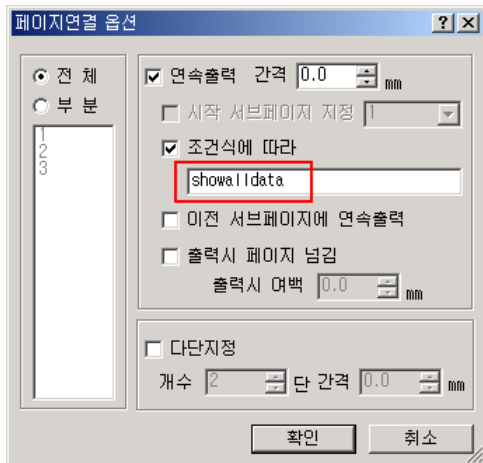 페이지연결 옵션
전 체
부 분
1
2
3
연속출력 간격 0.0 mm
시작 서브페이지 지정 1
조건식에 따라
showalldata
이전 서브페이지에 연속출력
출력시 페이지 넘김
출력시 여백 0.0 mm
다단지정
개수 2 단 간격 0.0 mm
확인 취소